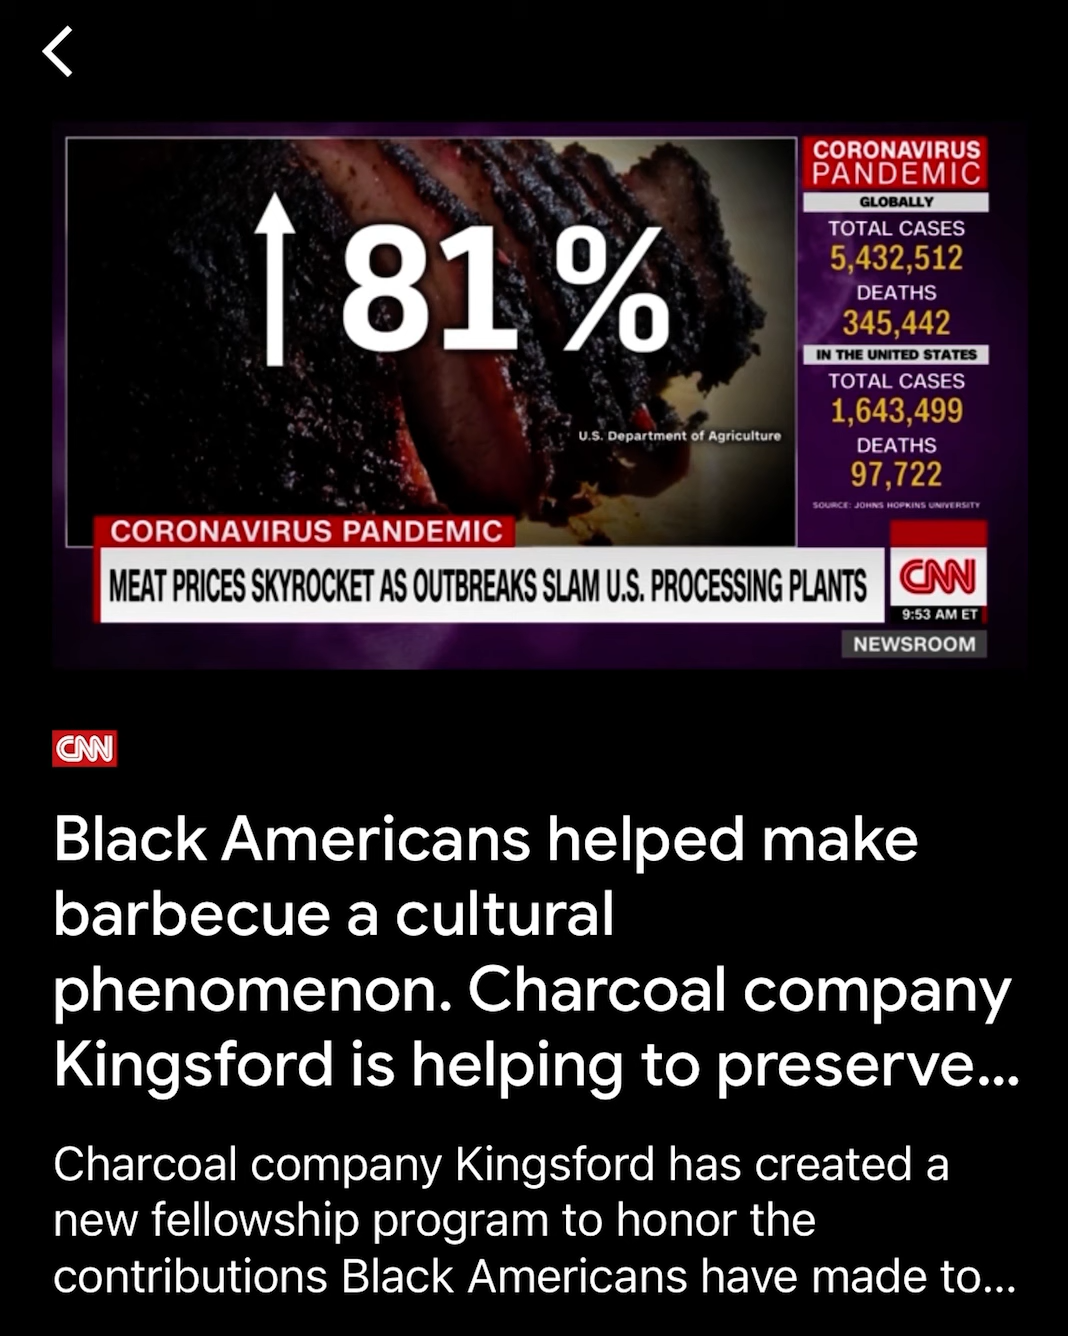 ↑ 81%
U.S. Department of Agriculture
CORONAVIRUS PANDEMIC
MEAT PRICES SKYROCKET AS OUTBREAKS SLAM U.S. PROCESSING PLANTS
CORONAVIRUS
PANDEMIC
GLOBALLY
TOTAL CASES
5,432,512
DEATHS
345,442
IN THE UNITED STATES
TOTAL CASES
1,643,499
DEATHS
97,722
SOURCE: JOHNS HOPKINS UNIVERSITY
CNN
9:53 AM ET
NEWSROOM
CNN
Black Americans helped make
barbecue a cultural
phenomenon. Charcoal company
Kingsford is helping to preserve...
Charcoal company Kingsford has created a
new fellowship program to honor the
contributions Black Americans have made to...